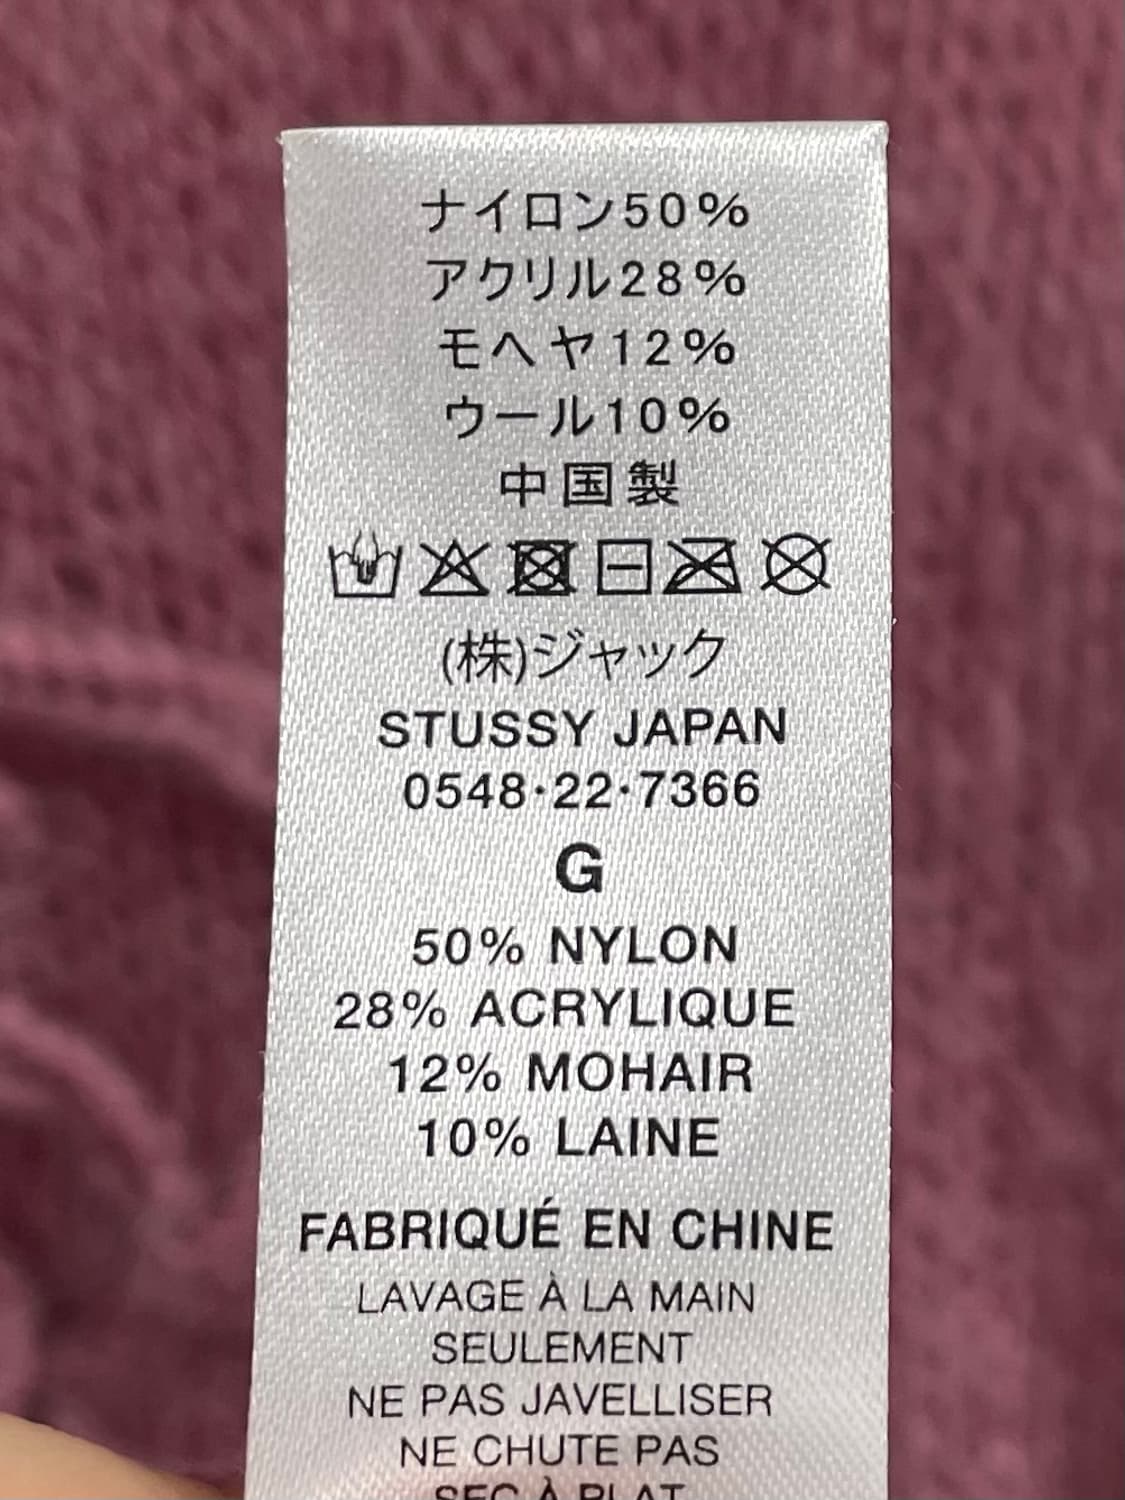 ナイロン50%
アクリル28%
モヘヤ12%
ウール10%
中国製
(株)ジャック
STUSSY JAPAN
0548·22·7366
G
50% NYLON
28% ACRYLIQUE
12% MOHAIR
10% LAINE
FABRIQUÉ EN CHINE
LAVAGE À LA MAIN
SEULEMENT
NE PAS JAVELLISER
NE CHUTE PAS
SEC À PLAT